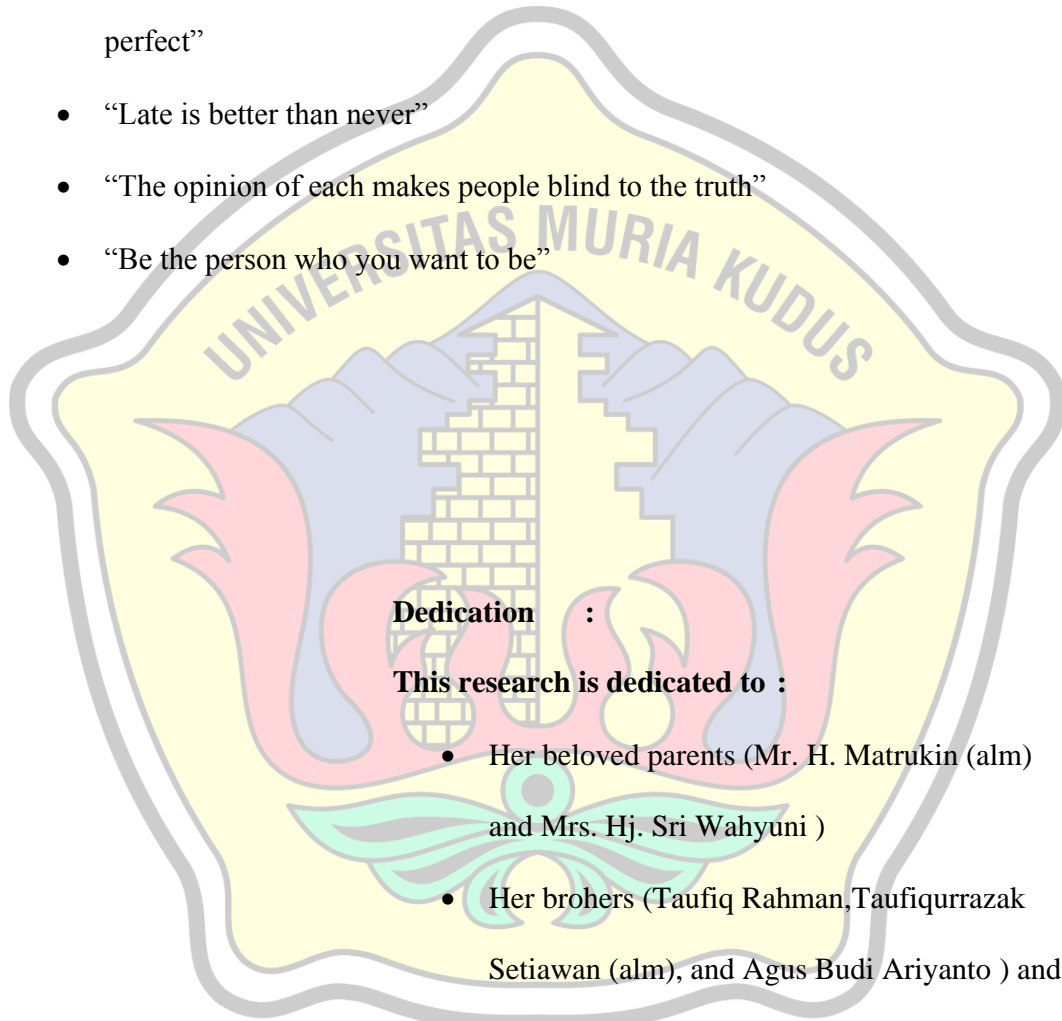 perfect”
• “Late is better than never”
• “The opinion of each makes people blind to the truth”
• “Be the person who you want to be”
UNIVERSITAS MURIA KUDUS
Dedication :
This research is dedicated to :
• Her beloved parents (Mr. H. Matrukin (alm)
and Mrs. Hj. Sri Wahyuni )
• Her brohers (Taufiq Rahman,Taufiqurrazak
Setiawan (alm), and Agus Budi Ariyanto ) and